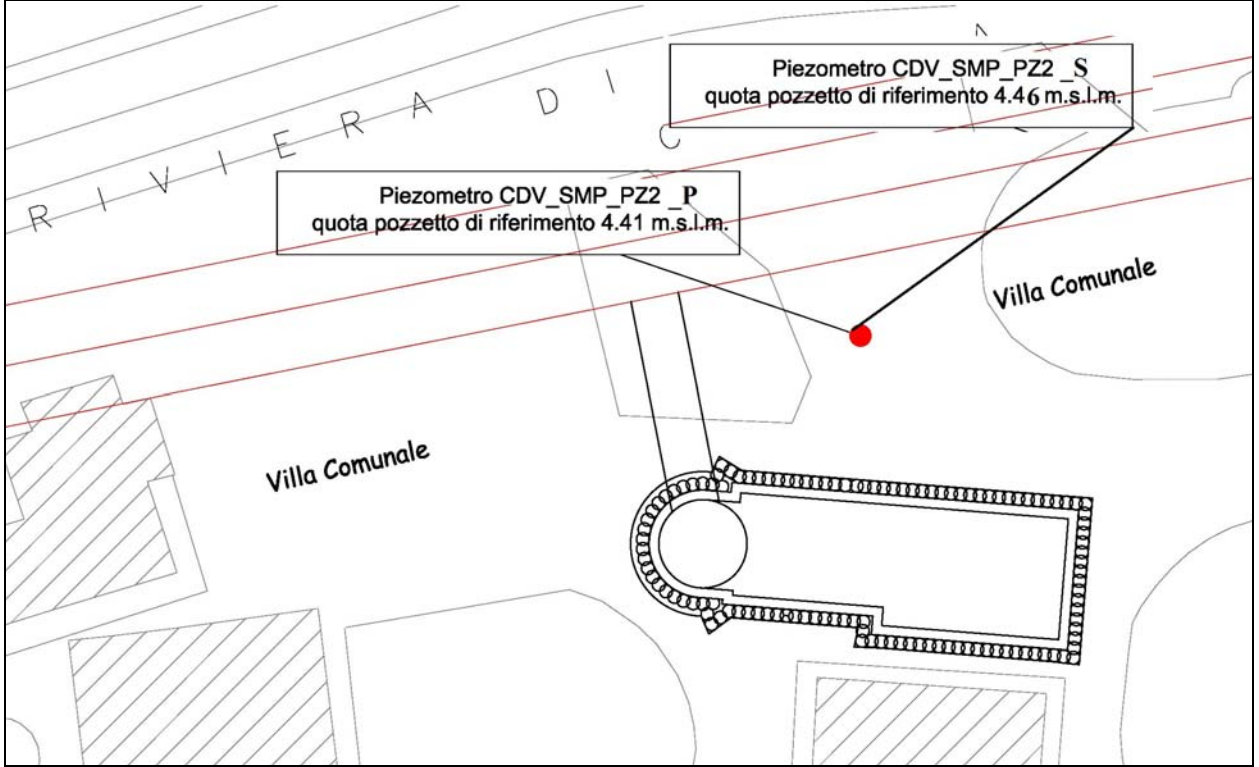 RIVIERA DI C
Piezometro CDV_SMP_PZ2 _S
quota pozzetto di riferimento 4.46 m.s.l.m.
Piezometro CDV_SMP_PZ2 _P
quota pozzetto di riferimento 4.41 m.s.l.m.
Villa Comunale
Villa Comunale